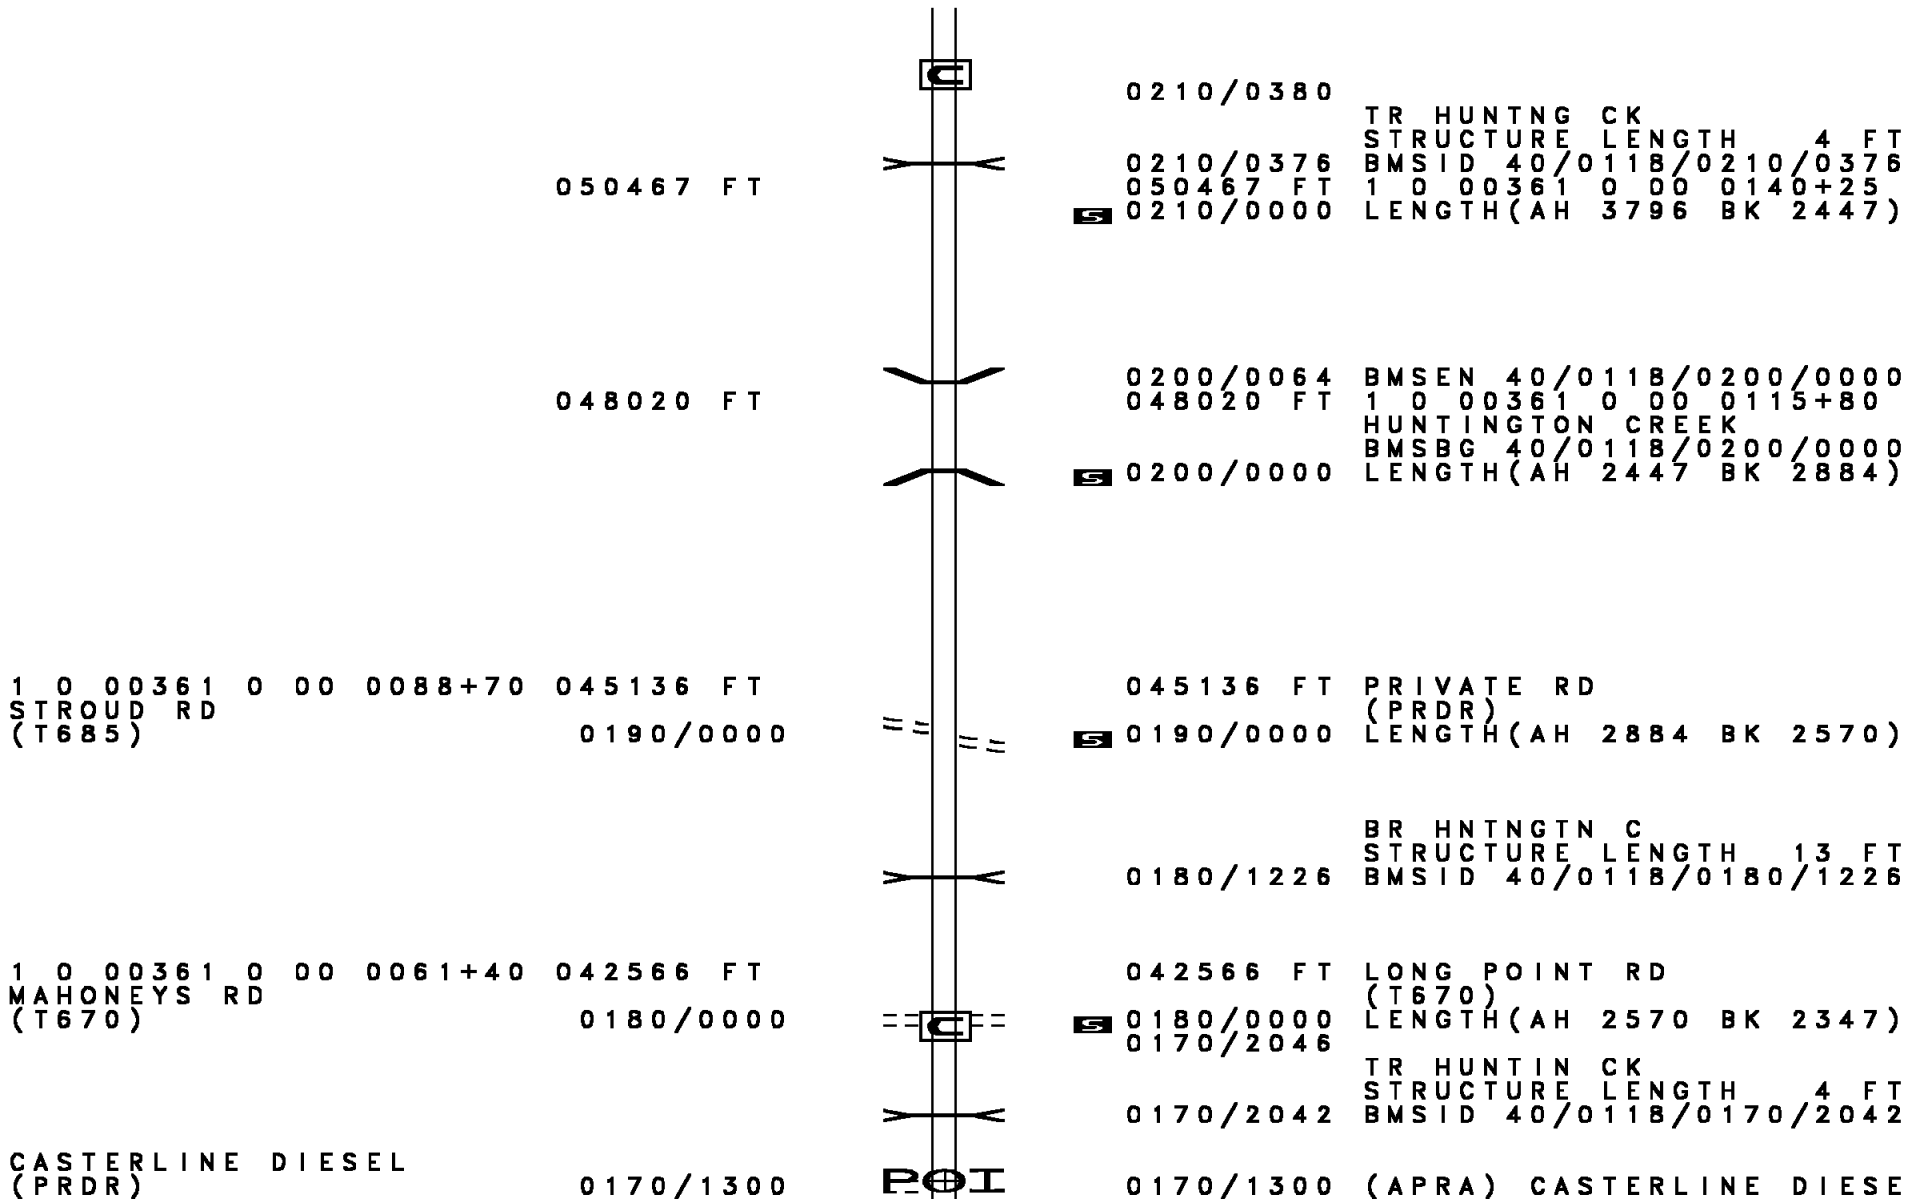 C
0210/0380
TR HUNTNG CK
STRUCTURE LENGTH 4 FT
0210/0376 BMSID 40/0118/0210/0376
050467 FT 050467 FT 1 0 00361 0 00 0140+25
S 0210/0000 LENGTH(AH 3796 BK 2447)
0200/0064 BMSEN 40/0118/0200/0000
048020 FT 048020 FT 1 0 00361 0 00 0115+80
HUNTINGTON CREEK
BMSBG 40/0118/0200/0000
S 0200/0000 LENGTH(AH 2447 BK 2884)
1 0 00361 0 00 0088+70 045136 FT 045136 FT PRIVATE RD
STROUD RD (PRDR)
(T685) 0190/0000 S 0190/0000 LENGTH(AH 2884 BK 2570)
BR HNTNGTN C
STRUCTURE LENGTH 13 FT
0180/1226 BMSID 40/0118/0180/1226
1 0 00361 0 00 0061+40 042566 FT 042566 FT LONG POINT RD
MAHONEYS RD (T670)
(T670) 0180/0000 C S 0180/0000 LENGTH(AH 2570 BK 2347)
0170/2046
TR HUNTIN CK
STRUCTURE LENGTH 4 FT
0170/2042 BMSID 40/0118/0170/2042
CASTERLINE DIESEL
(PRDR) 0170/1300 POI 0170/1300 (APRA) CASTERLINE DIESE